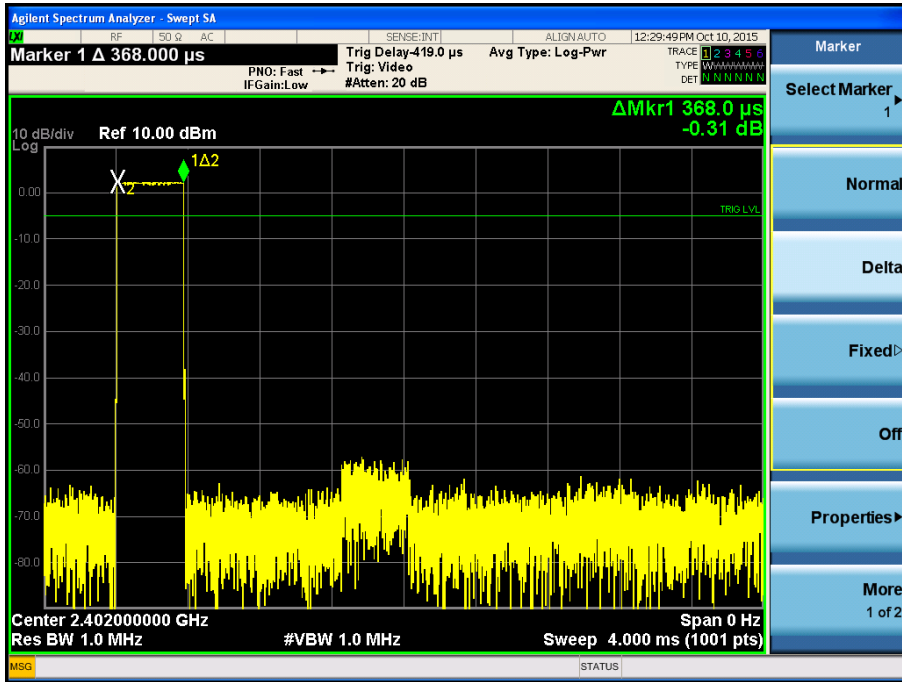 Agilent Spectrum Analyzer - Swept SA
LXI RF 50 Ω AC SENSE:INT ALIGN AUTO 12:29:49 PM Oct 10, 2015
Marker 1 Δ 368.000 µs
PNO: Fast
IFGain:Low
Trig Delay-419.0 µs
Trig: Video
#Atten: 20 dB
Avg Type: Log-Pwr
TRACE 1 2 3 4 5 6
TYPE WWWWWW
DET N N N N N N
ΔMkr1 368.0 µs
-0.31 dB
10 dB/div Ref 10.00 dBm
Log
1Δ2
X2
0.00
TRIG LVL
-10.0
-20.0
-30.0
-40.0
-50.0
-60.0
-70.0
-80.0
Center 2.402000000 GHz Span 0 Hz
Res BW 1.0 MHz #VBW 1.0 MHz Sweep 4.000 ms (1001 pts)
MSG STATUS
Marker
Select Marker
1
Normal
Delta
Fixed
Off
Properties
More
1 of 2